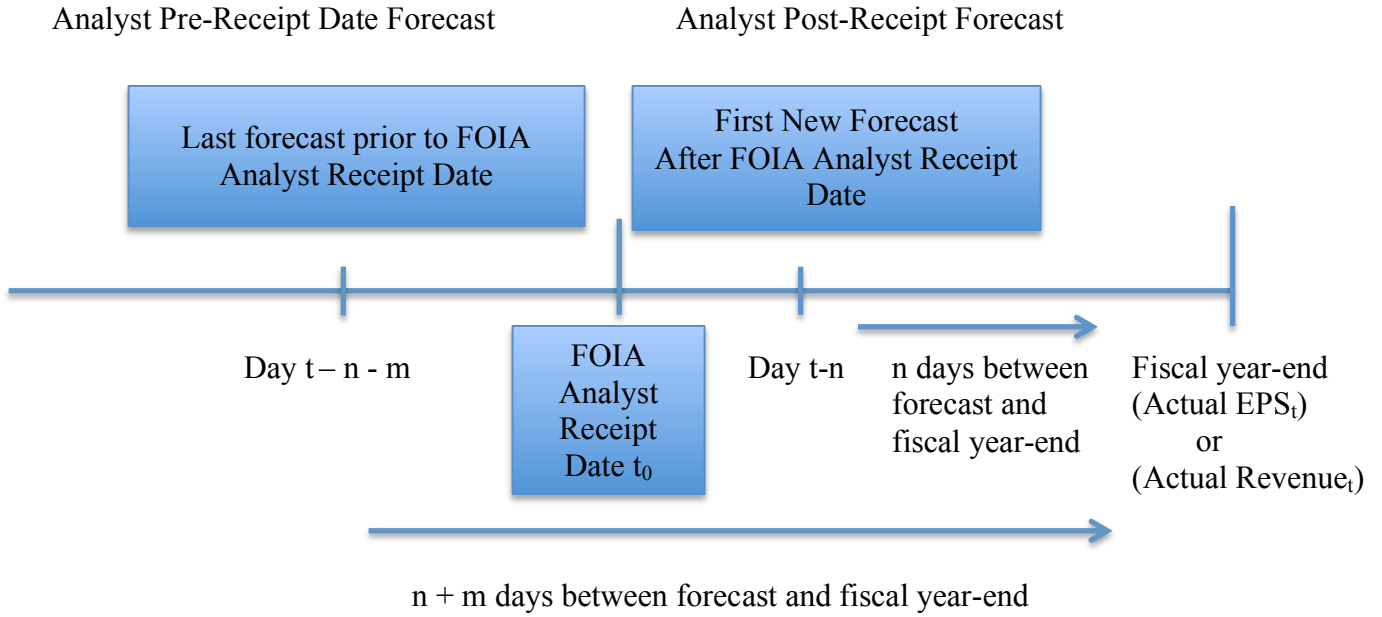 Analyst Pre-Receipt Date Forecast
Analyst Post-Receipt Forecast
Last forecast prior to FOIA
Analyst Receipt Date
First New Forecast
After FOIA Analyst Receipt
Date
Day t – n - m
FOIA
Analyst
Receipt
Date t₀
Day t-n
n days between
forecast and
fiscal year-end
Fiscal year-end
(Actual EPSₜ)
or
(Actual Revenueₜ)
n + m days between forecast and fiscal year-end